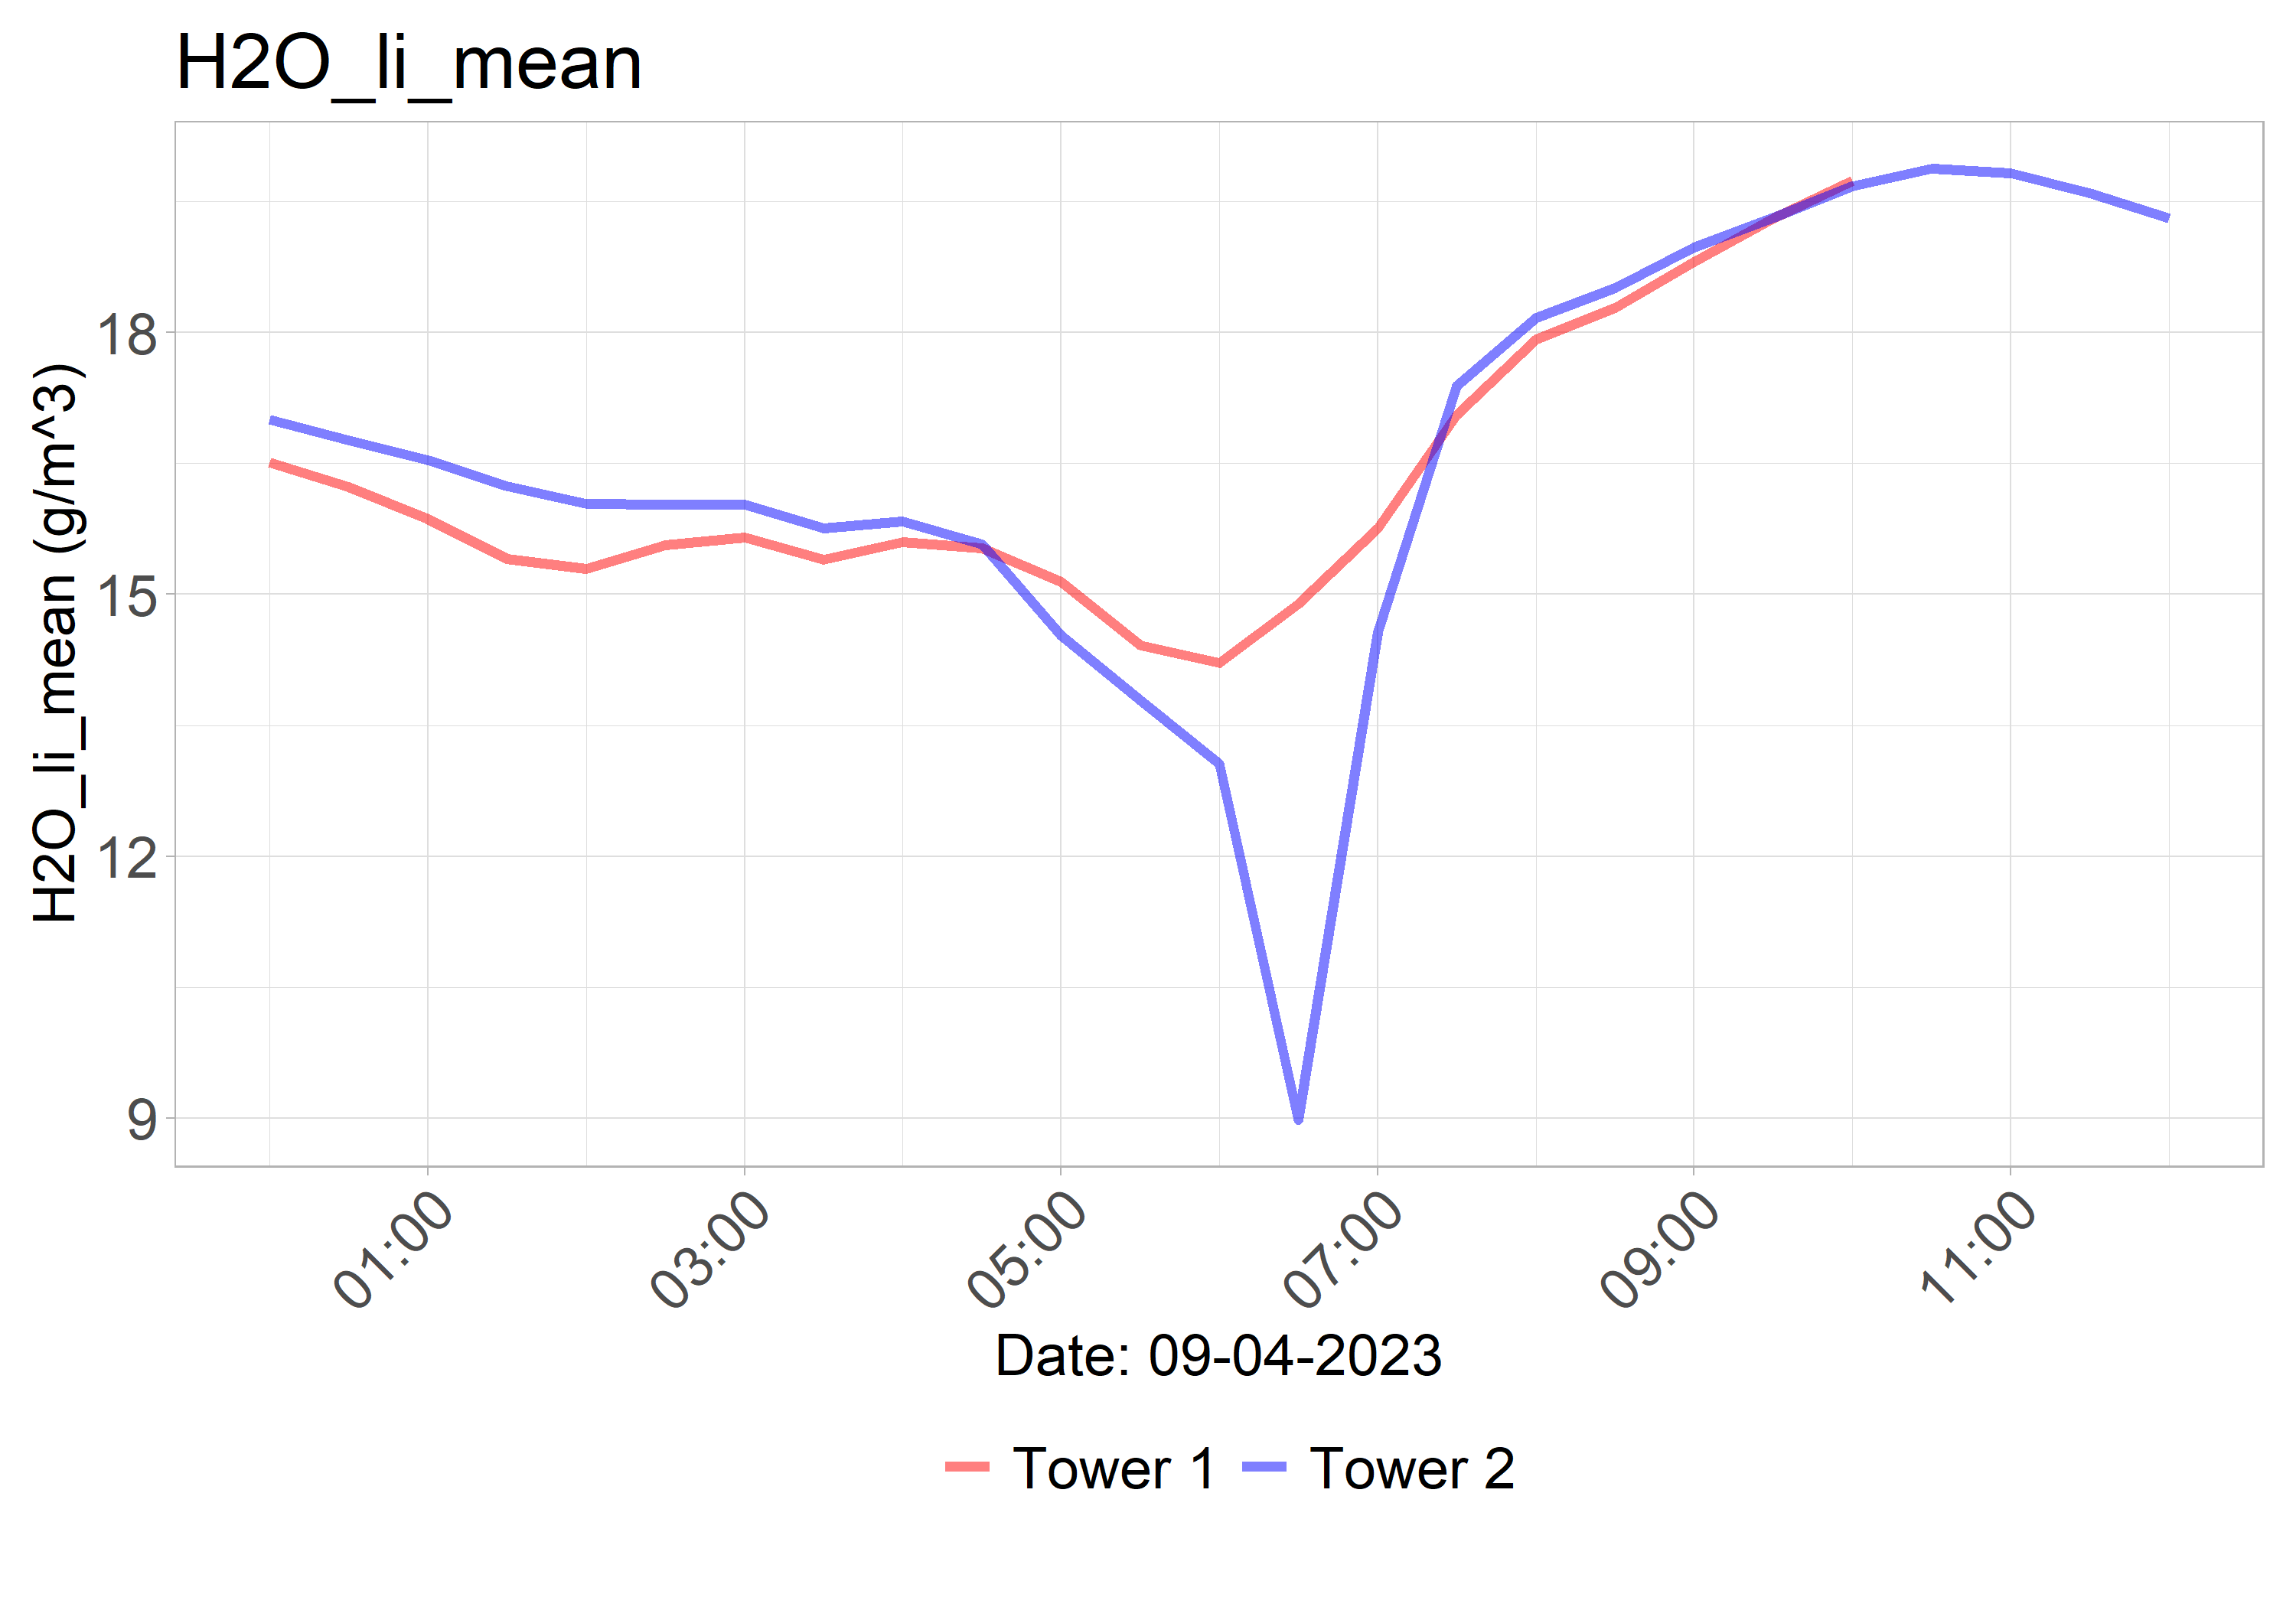 H2O_li_mean
H2O_li_mean (g/m^3)
18
15
12
9
01:00
03:00
05:00
07:00
09:00
11:00
Date: 09-04-2023
Tower 1
Tower 2